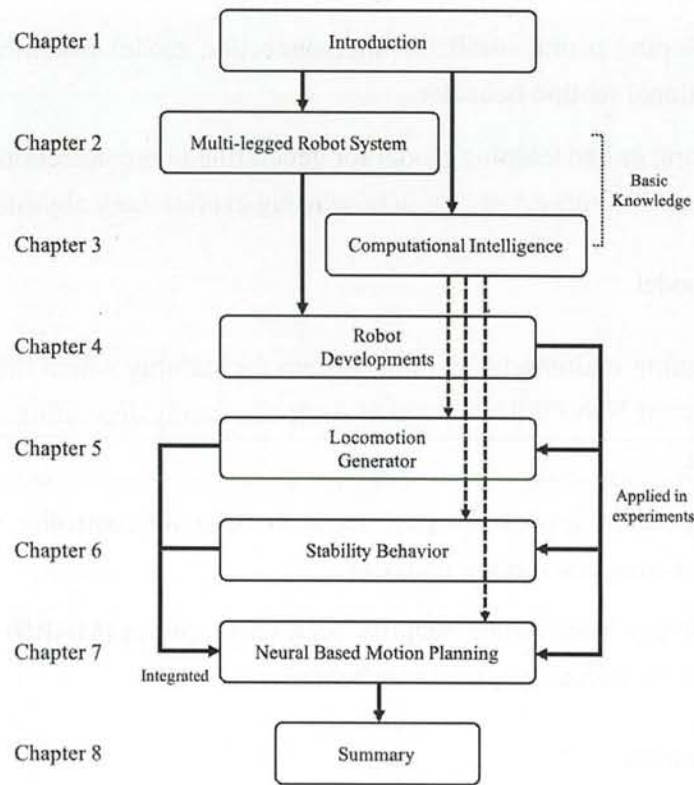 Chapter 1
Introduction
Chapter 2
Multi-legged Robot System
Basic
Knowledge
Chapter 3
Computational Intelligence
Chapter 4
Robot
Developments
Chapter 5
Locomotion
Generator
Applied in
experiments
Chapter 6
Stability Behavior
Chapter 7
Neural Based Motion Planning
Integrated
Chapter 8
Summary